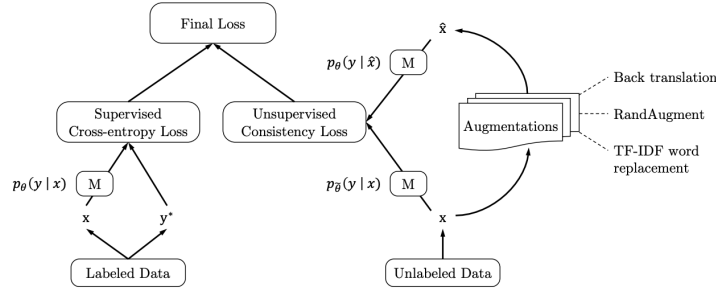 Final Loss
x̂
p_θ(y | x̂)
M
Back translation
Supervised
Cross-entropy Loss
Unsupervised
Consistency Loss
Augmentations
RandAugment
TF-IDF word
replacement
p_θ(y | x)
M
p_θ̃(y | x)
M
x
y*
x
Labeled Data
Unlabeled Data